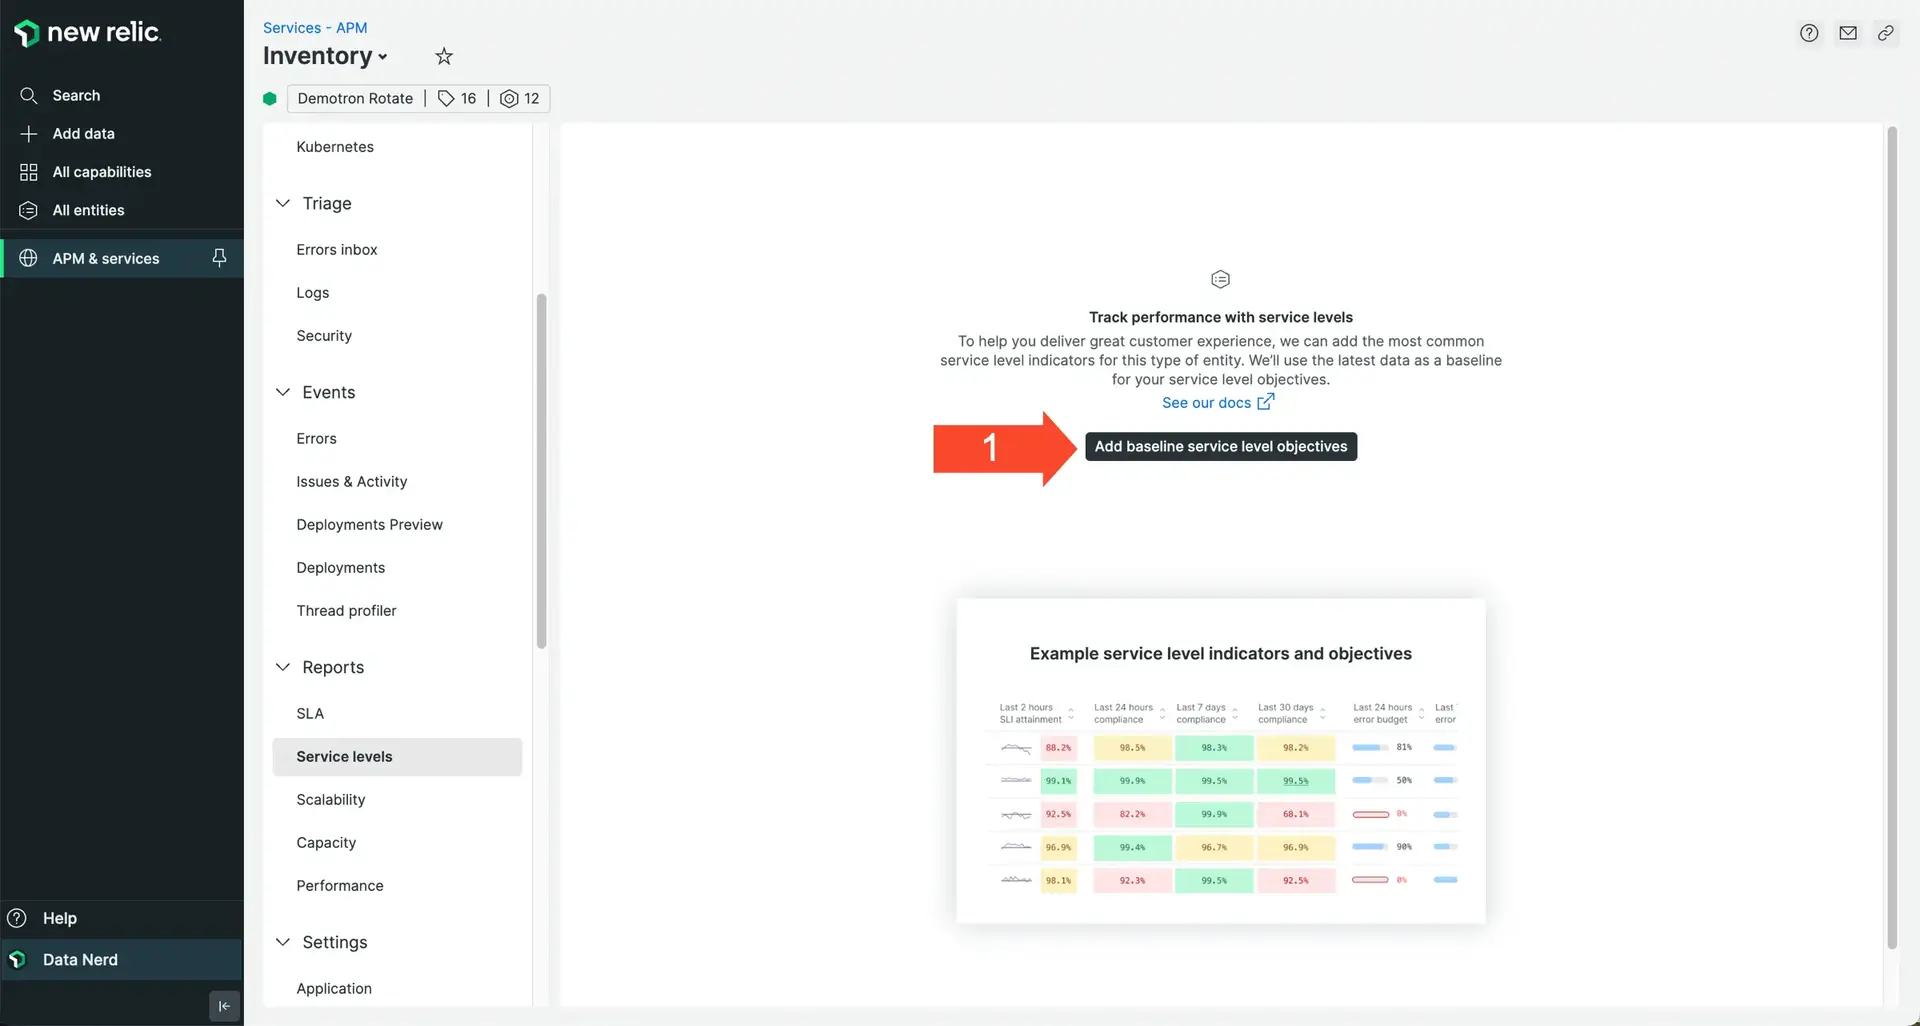 new relic.
Search
Add data
All capabilities
All entities
APM & services
Help
Data Nerd
Services - APM
Inventory
Demotron Rotate | 16 | 12
Kubernetes
Triage
Errors inbox
Logs
Security
Events
Errors
Issues & Activity
Deployments Preview
Deployments
Thread profiler
Reports
SLA
Service levels
Scalability
Capacity
Performance
Settings
Application
Track performance with service levels
To help you deliver great customer experience, we can add the most common
service level indicators for this type of entity. We'll use the latest data as a baseline
for your service level objectives.
See our docs
1
Add baseline service level objectives
Example service level indicators and objectives
Last 2 hours Last 24 hours Last 7 days Last 30 days Last 24 hours Last
SLI attainment compliance compliance compliance error budget error
88.2% 98.5% 98.3% 98.2% 81%
99.1% 99.9% 99.5% 99.5% 50%
92.5% 82.2% 99.9% 68.1% 0%
96.9% 99.4% 96.7% 96.9% 90%
98.1% 92.3% 99.5% 92.5% 0%